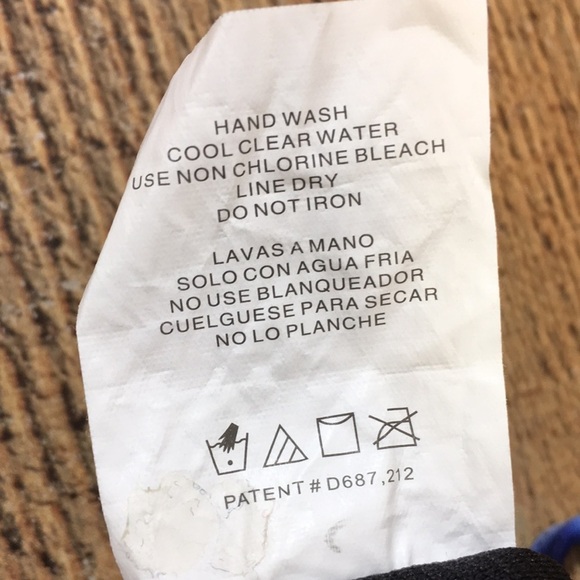 HAND WASH
COOL CLEAR WATER
USE NON CHLORINE BLEACH
LINE DRY
DO NOT IRON
LAVAS A MANO
SOLO CON AGUA FRIA
NO USE BLANQUEADOR
CUELGUESE PARA SECAR
NO LO PLANCHE
PATENT # D687,212